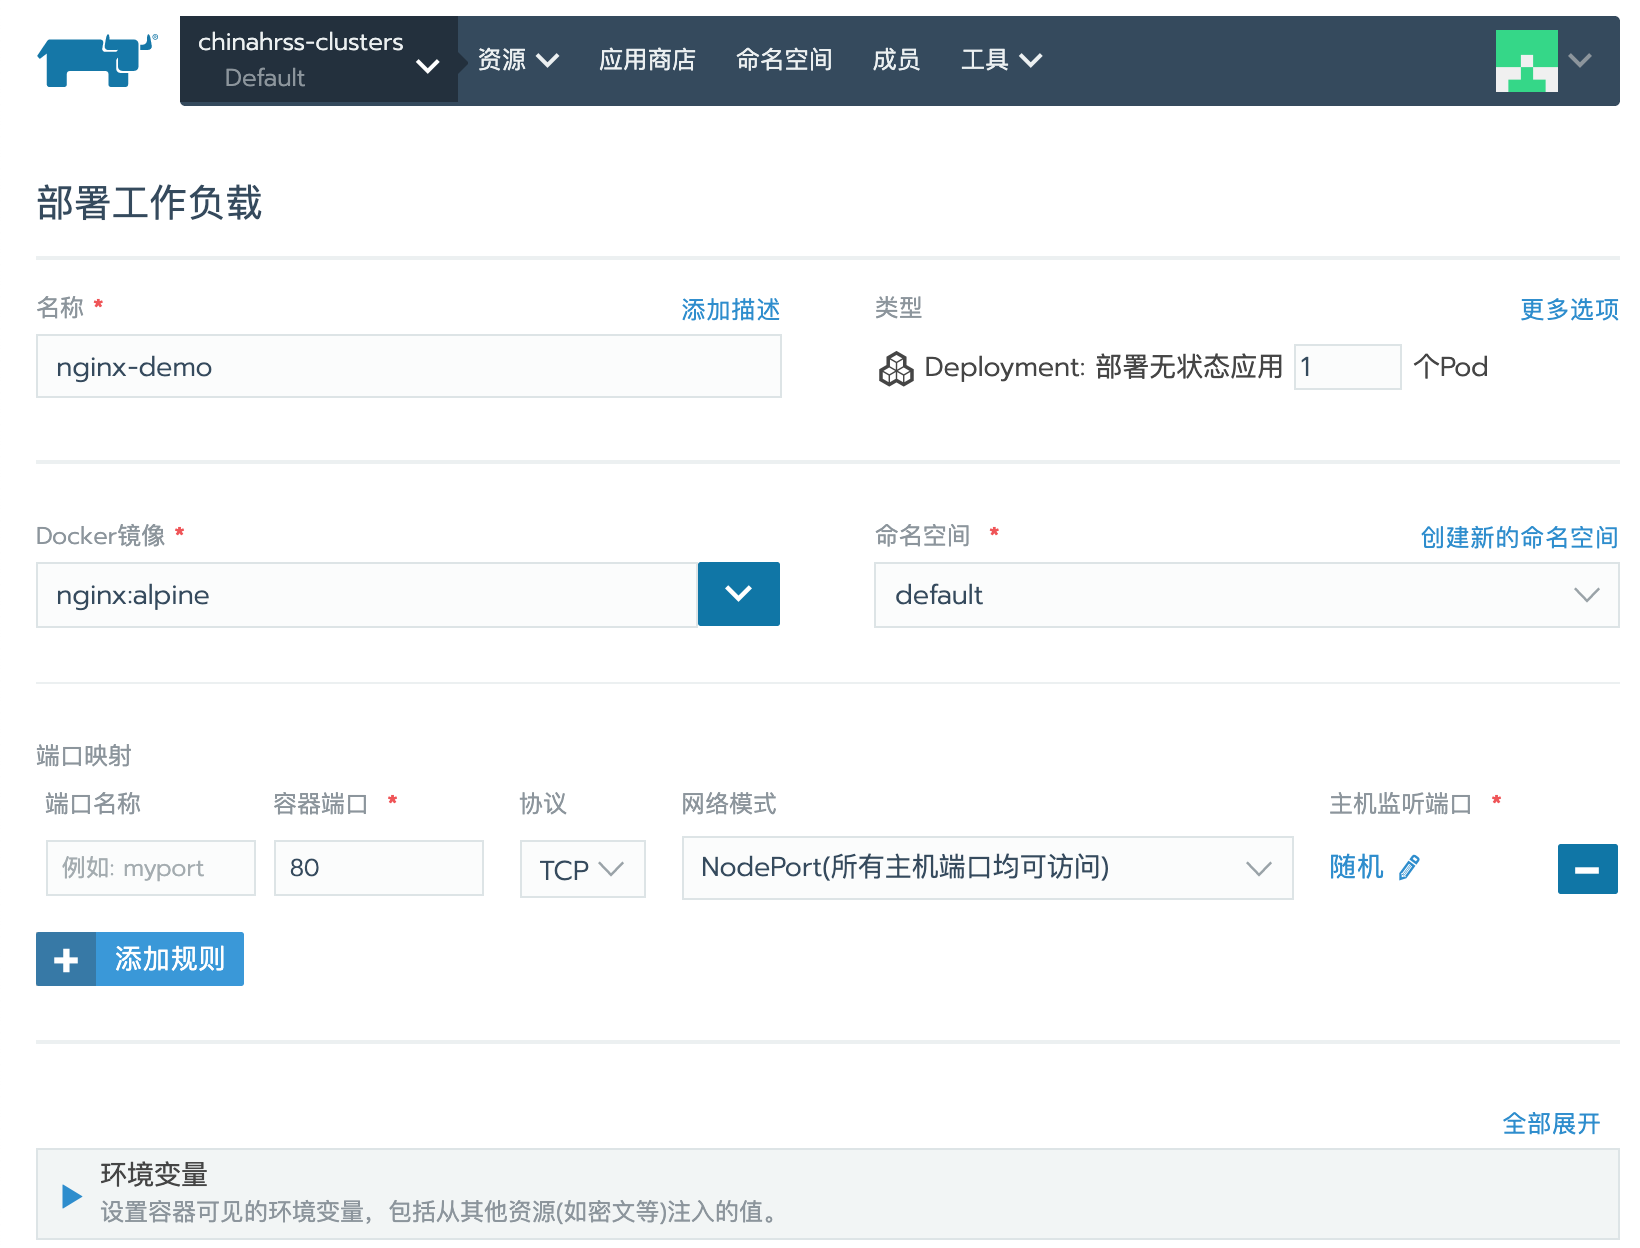 chinahrss-clusters
Default
资源
应用商店
命名空间
成员
工具
部署工作负载
名称 *
添加描述
类型
更多选项
nginx-demo
Deployment: 部署无状态应用 1 个Pod
Docker镜像 *
命名空间 *
创建新的命名空间
nginx:alpine
default
端口映射
端口名称
容器端口 *
协议
网络模式
主机监听端口 *
例如: myport
80
TCP
NodePort(所有主机端口均可访问)
随机
添加规则
全部展开
环境变量
设置容器可见的环境变量，包括从其他资源(如密文等)注入的值。